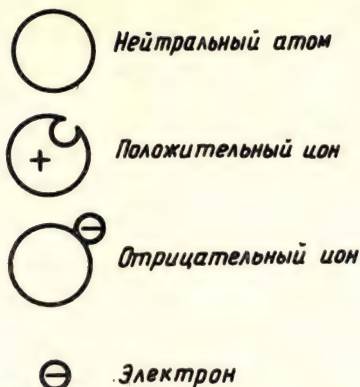 Нейтральный атом
Положительный ион
Отрицательный ион
Электрон